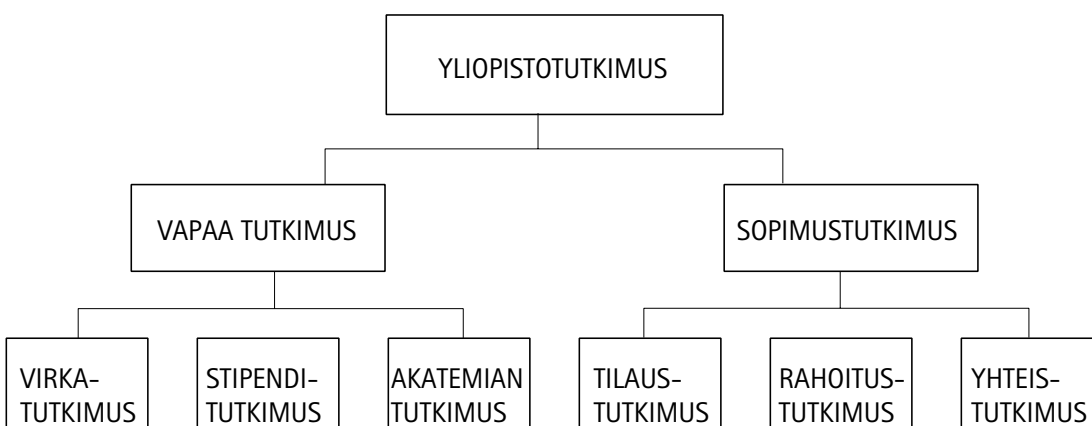 YLIOPISTOTUTKIMUS
VAPAA TUTKIMUS
SOPIMUSTUTKIMUS
VIRKA-
TUTKIMUS
STIPENDI-
TUTKIMUS
AKATEMIAN
TUTKIMUS
TILAUS-
TUTKIMUS
RAHOITUS-
TUTKIMUS
YHTEIS-
TUTKIMUS